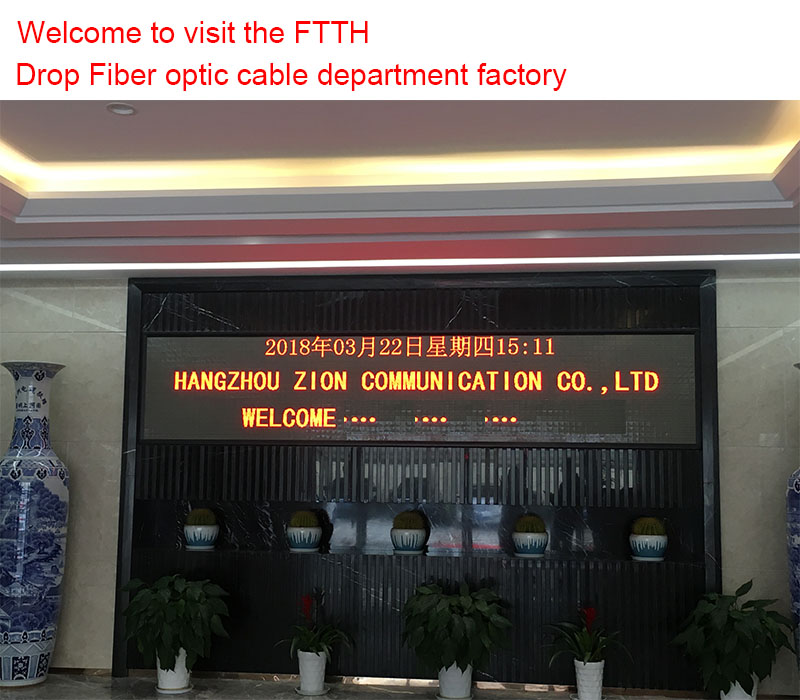 Welcome to visit the FTTH
Drop Fiber optic cable department factory
2018年03月22日星期四15:11
HANGZHOU ZION COMMUNICATION CO.,LTD
WELCOME